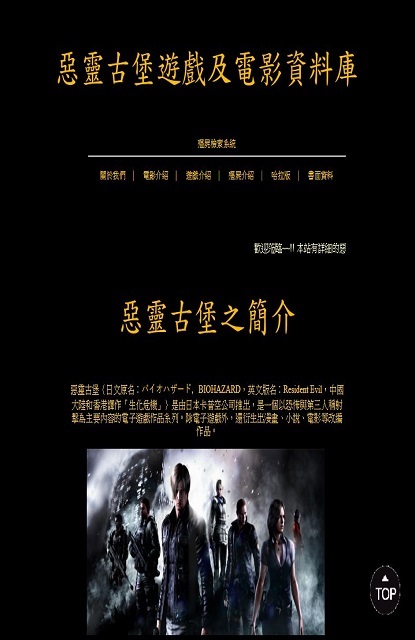 惡靈古堡遊戲及電影資料庫
殭屍檢索系統
關於我們 | 電影介紹 | 遊戲介紹 | 殭屍介紹 | 哈拉版 | 書面資料
歡迎蒞臨~!! 本站有詳細的惡
惡靈古堡之簡介
惡靈古堡（日文原名：バイオハザード，BIOHAZARD，英文版名：Resident Evil，中國
大陸和香港譯作「生化危機」）是由日本卡普空公司推出，是一個以恐怖與第三人稱射
擊為主要內容的電子遊戲作品系列。除電子遊戲外，還衍生出漫畫、小說、電影等改編
作品。
TOP